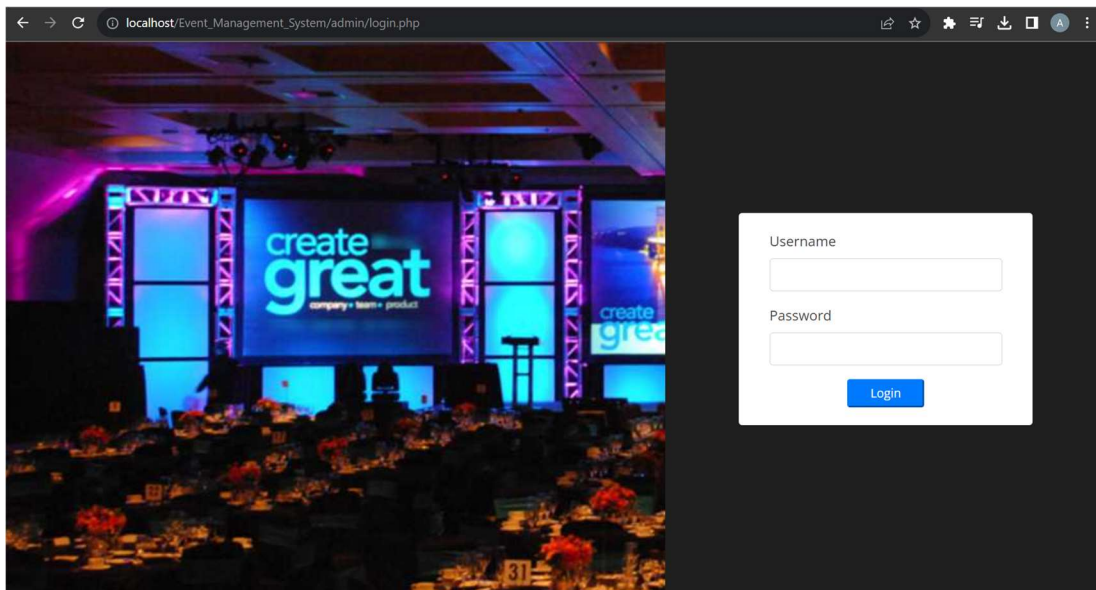 localhost/Event_Management_System/admin/login.php
A
create
great
company • team • product
create
grea
Username
Password
Login
31